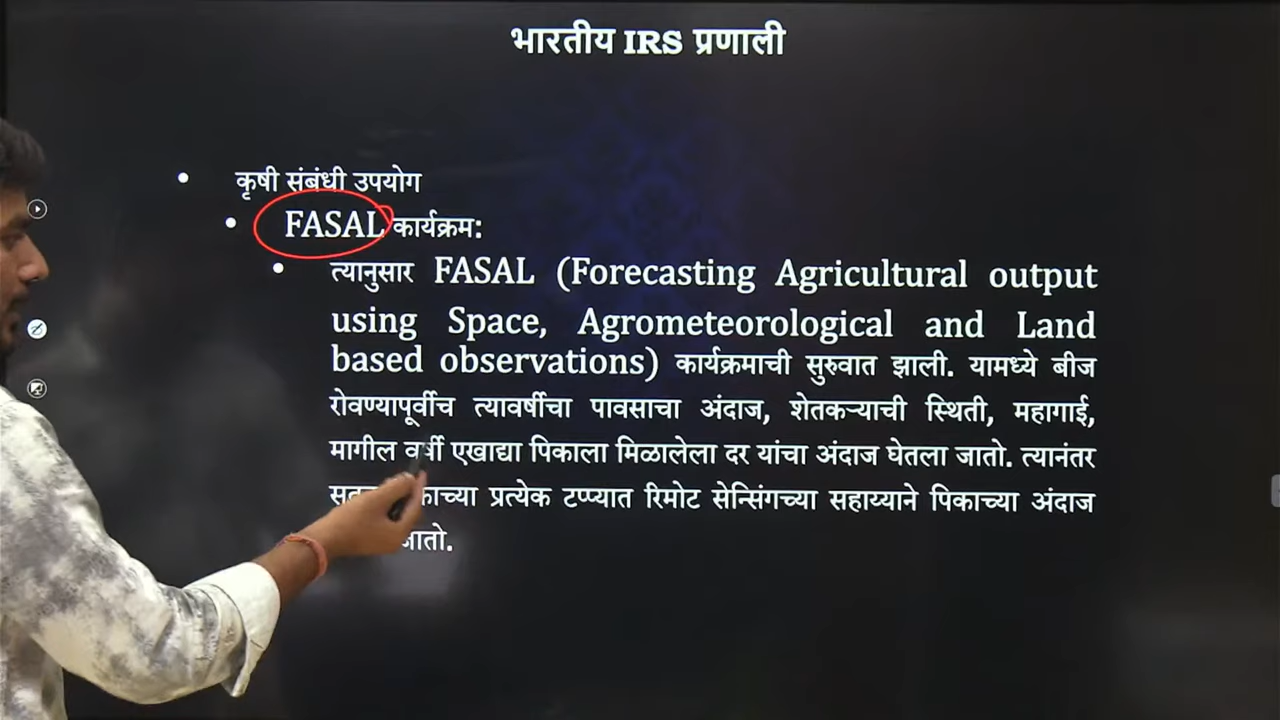 भारतीय IRS प्रणाली
• कृषी संबंधी उपयोग
• FASAL कार्यक्रम:
• त्यानुसार FASAL (Forecasting Agricultural output
using Space, Agrometeorological and Land
based observations) कार्यक्रमाची सुरुवात झाली. यामध्ये बीज
रोवण्यापूर्वीच त्यावर्षीचा पावसाचा अंदाज, शेतकऱ्याची स्थिती, महागाई,
मागील वर्षी एखाद्या पिकाला मिळालेला दर यांचा अंदाज घेतला जातो. त्यानंतर
प्रत्येक टप्प्यात रिमोट सेन्सिंगच्या सहाय्याने पिकाच्या अंदाज
जातो.